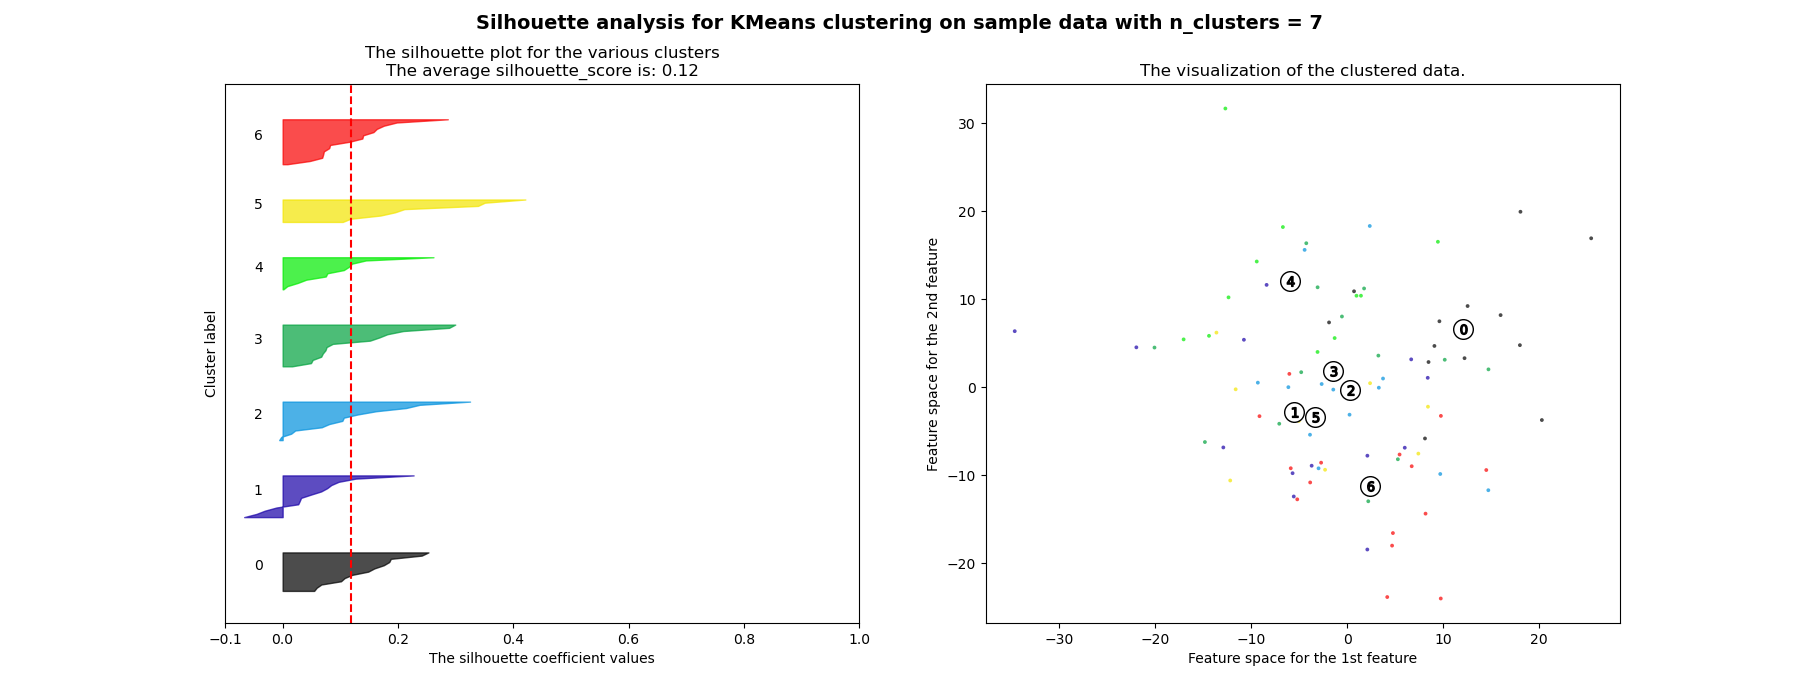 Silhouette analysis for KMeans clustering on sample data with n_clusters = 7
The silhouette plot for the various clusters
The average silhouette_score is: 0.12
6
5
4
3
2
1
0
Cluster label
−0.1 0.0 0.2 0.4 0.6 0.8 1.0
The silhouette coefficient values
The visualization of the clustered data.
30
20
10
0
−10
−20
Feature space for the 2nd feature
4
0
3
2
1
5
6
−30 −20 −10 0 10 20
Feature space for the 1st feature